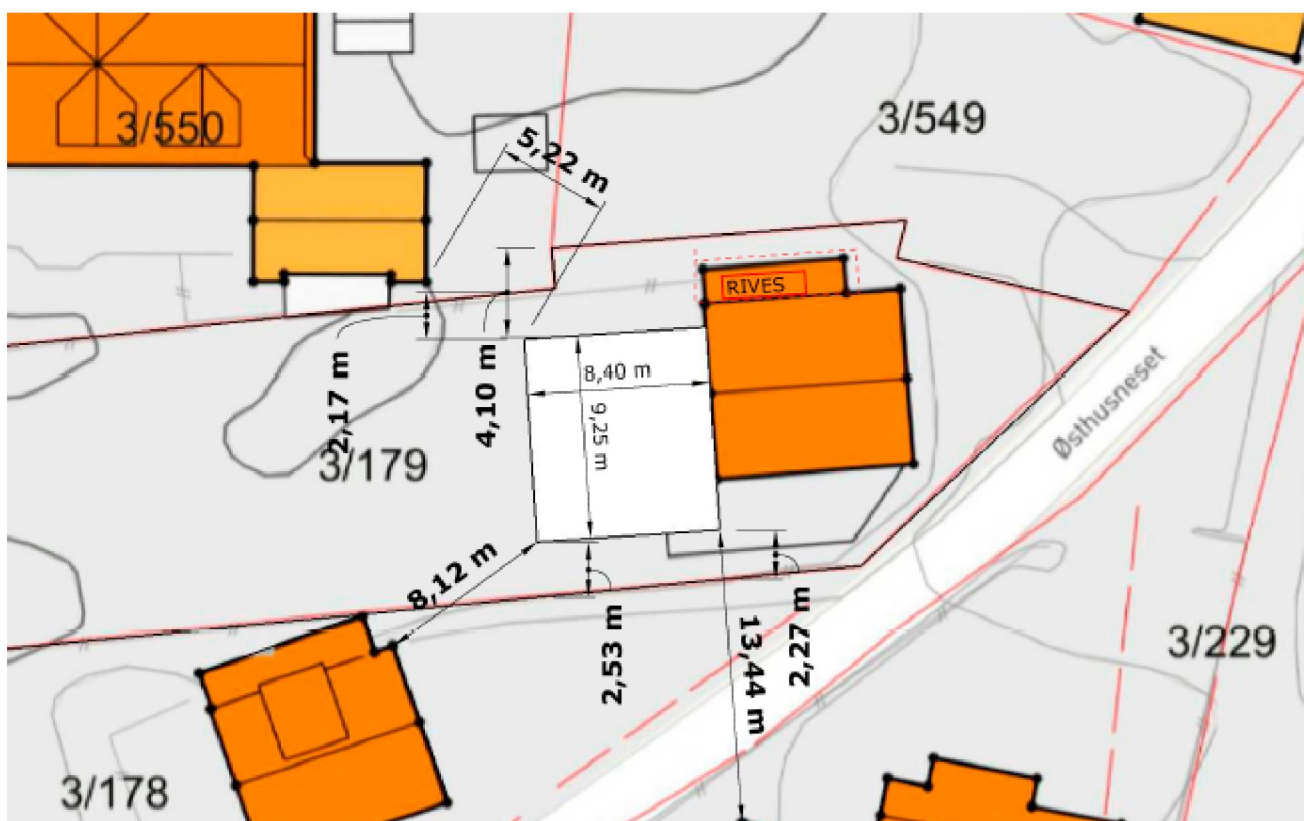 3/550
3/549
5,22 m
RIVES
2,17 m
4,10 m
8,40 m
9,25 m
Østhusneset
3/179
8,12 m
2,53 m
13,44 m
2,27 m
3/229
3/178